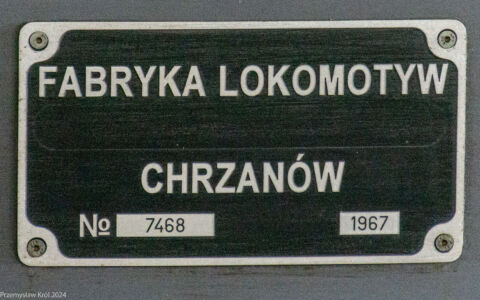 FABRYKA LOKOMOTYW
CHRZANÓW
№ 7468 1967
Przemysław Król 2024